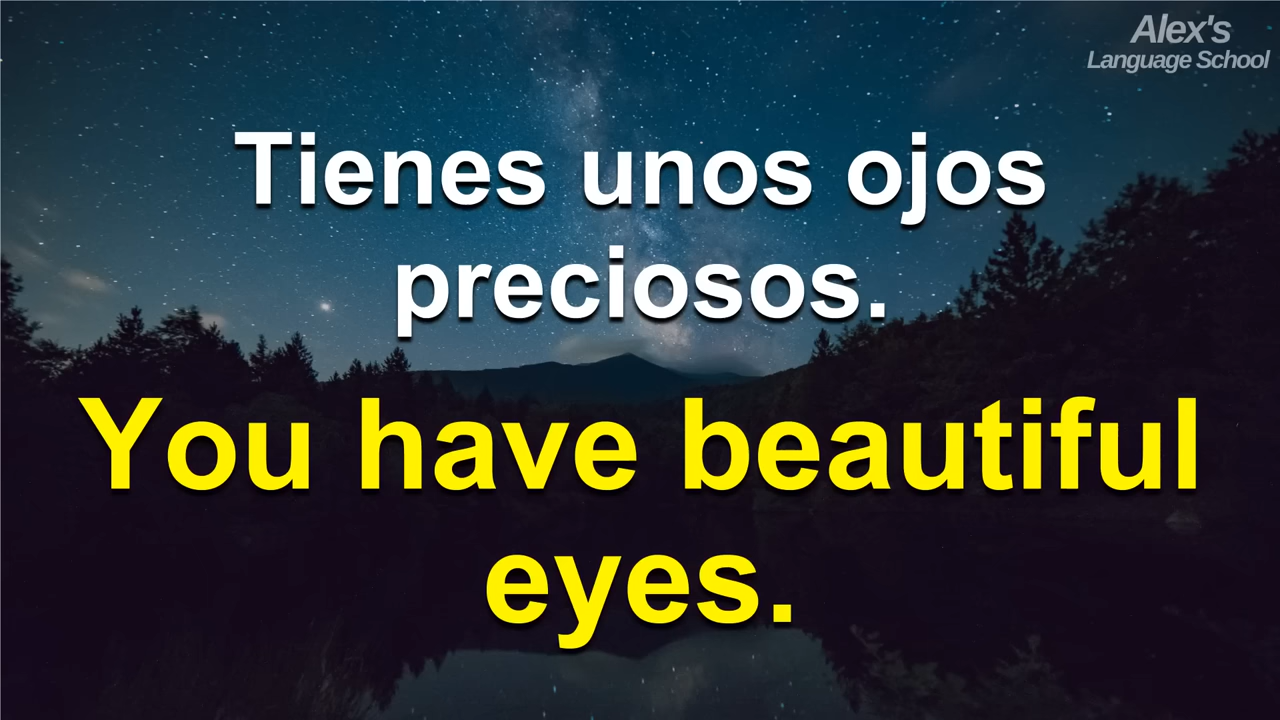 Alex's
Language School
Tienes unos ojos
preciosos.
You have beautiful
eyes.